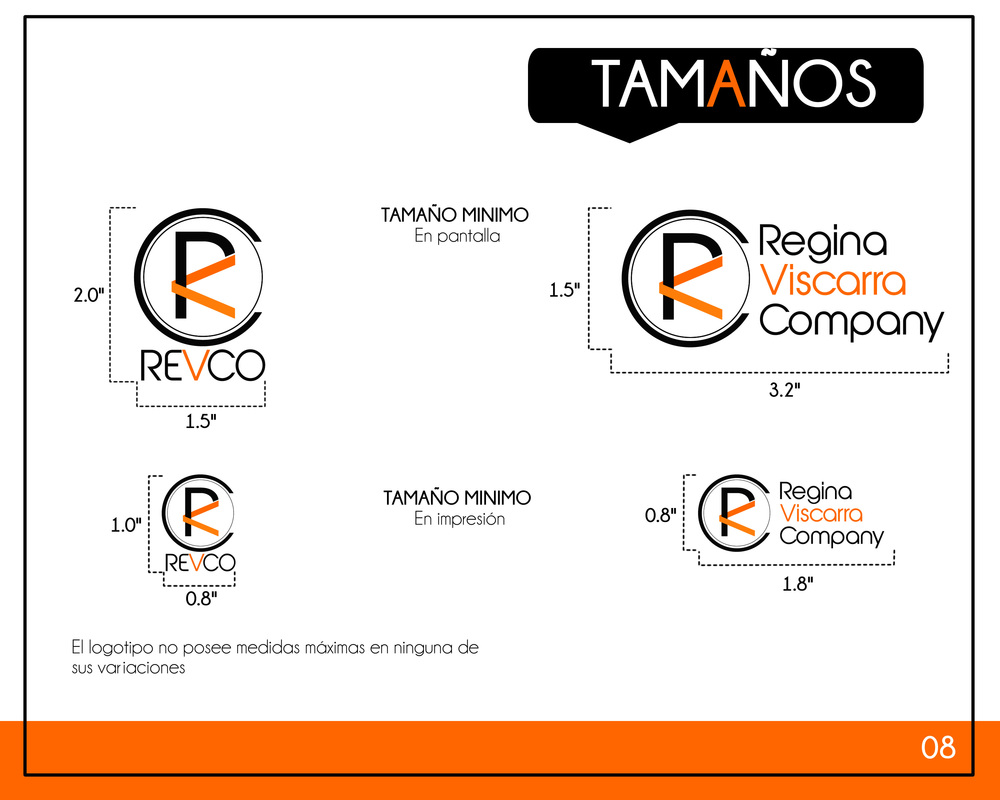 TAMAÑOS
2.0"
REVCO
1.5"
TAMAÑO MINIMO
En pantalla
1.5"
Regina
Viscarra
Company
3.2"
1.0"
REVCO
0.8"
TAMAÑO MINIMO
En impresión
0.8"
Regina
Viscarra
Company
1.8"
El logotipo no posee medidas máximas en ninguna de
sus variaciones
08